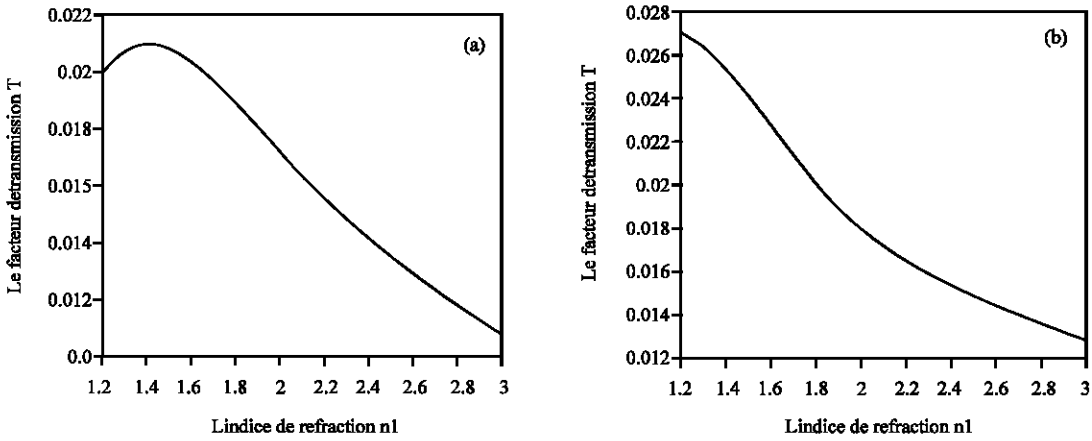 (a)
Le facteur detransmission T
0.022
0.02
0.018
0.015
0.014
0.012
0.0
1.2 1.4 1.6 1.8 2 2.2 2.4 2.6 2.8 3
Lindice de refraction n1
(b)
Le facteur detransmission T
0.028
0.026
0.024
0.022
0.02
0.018
0.016
0.014
0.012
1.2 1.4 1.6 1.8 2 2.2 2.4 2.6 2.8 3
Lindice de refraction n1